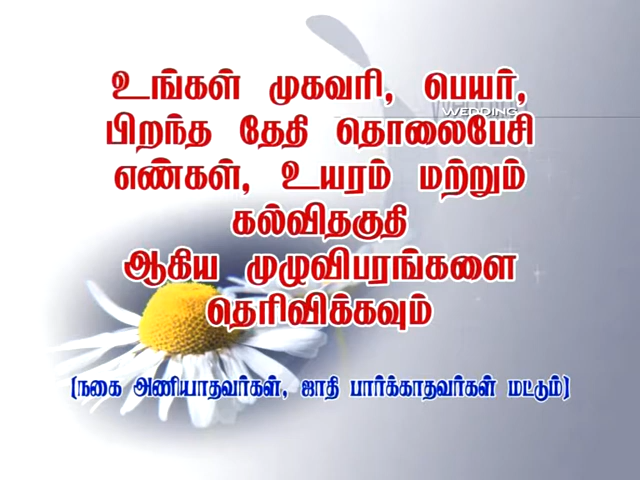 உங்கள் முகவரி, பெயர்,
WEDDING
பிறந்த தேதி தொலைபேசி
எண்கள், உயரம் மற்றும்
கல்விதகுதி
ஆகிய முழுவிபரங்களை
தெரிவிக்கவும்
(நகை அணியாதவர்கள், ஜாதி பார்க்காதவர்கள் மட்டும்)